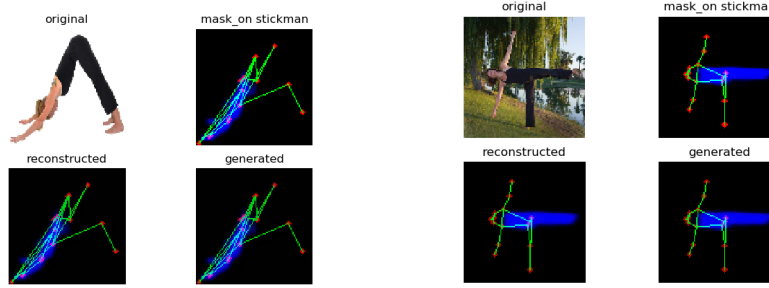 original
mask_on stickman
reconstructed
generated
original
mask_on stickma
reconstructed
generated